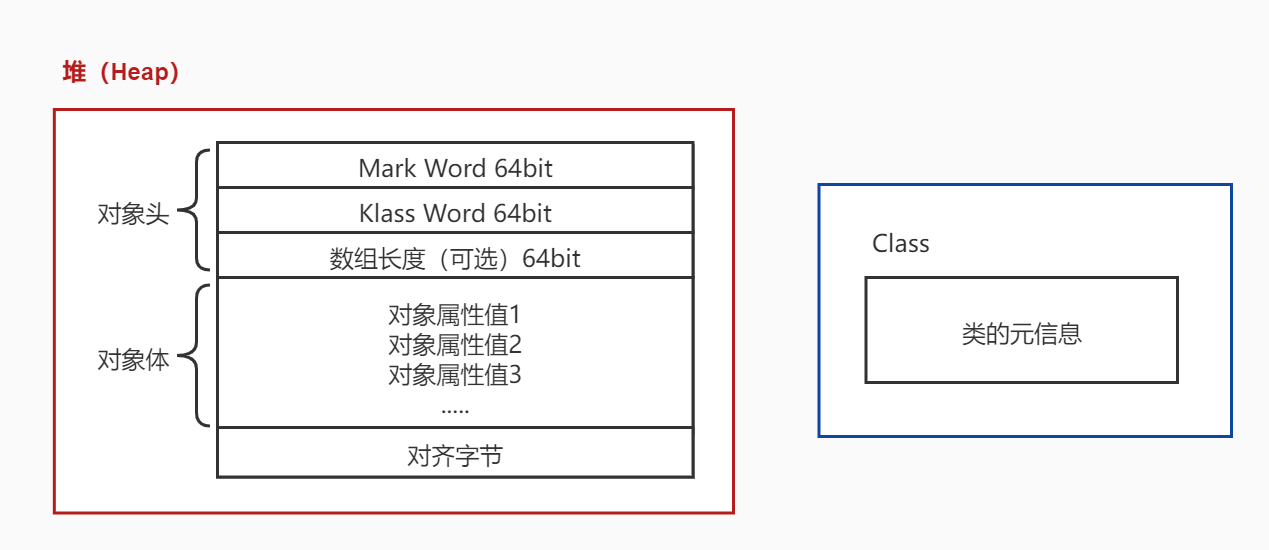 堆（Heap）
对象头
Mark Word 64bit
Klass Word 64bit
数组长度（可选）64bit
对象体
对象属性值1
对象属性值2
对象属性值3
.....
对齐字节
Class
类的元信息